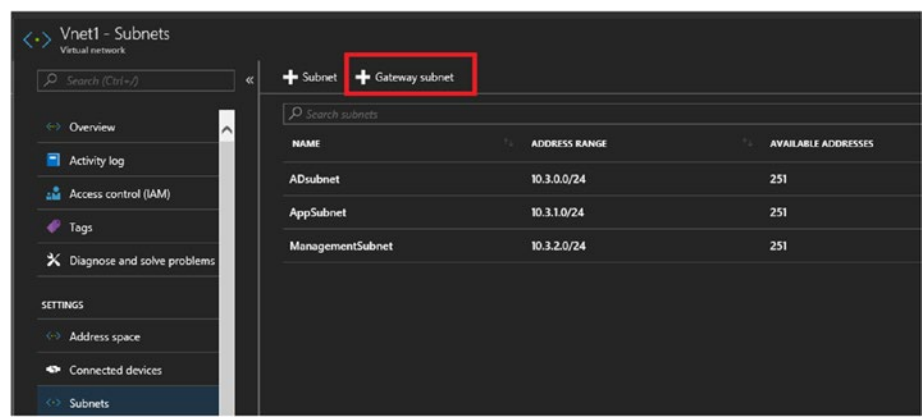 Vnet1 - Subnets
Virtual network
Search (Ctrl+/)
Overview
Activity log
Access control (IAM)
Tags
Diagnose and solve problems
SETTINGS
Address space
Connected devices
Subnets
Subnet Gateway subnet
Search subnets
NAME ADDRESS RANGE AVAILABLE ADDRESSES
ADsubnet 10.3.0.0/24 251
AppSubnet 10.3.1.0/24 251
ManagementSubnet 10.3.2.0/24 251